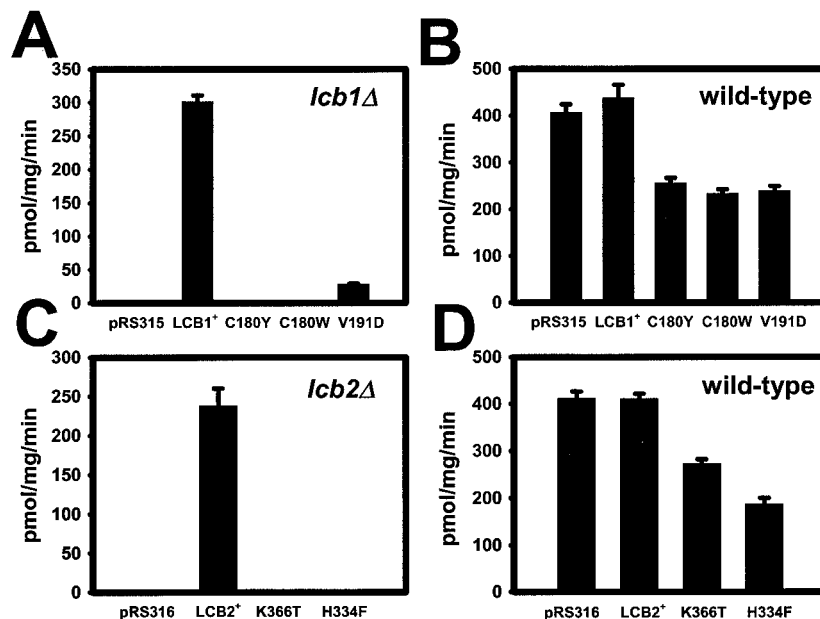 A
lcb1Δ
pmol/mg/min
350
300
250
200
150
100
50
0
pRS315 LCB1⁺ C180Y C180W V191D
B
wild-type
pmol/mg/min
500
400
300
200
100
0
pRS315 LCB1⁺ C180Y C180W V191D
C
lcb2Δ
pmol/mg/min
300
250
200
150
100
50
0
pRS316 LCB2⁺ K366T H334F
D
wild-type
pmol/mg/min
500
400
300
200
100
0
pRS316 LCB2⁺ K366T H334F